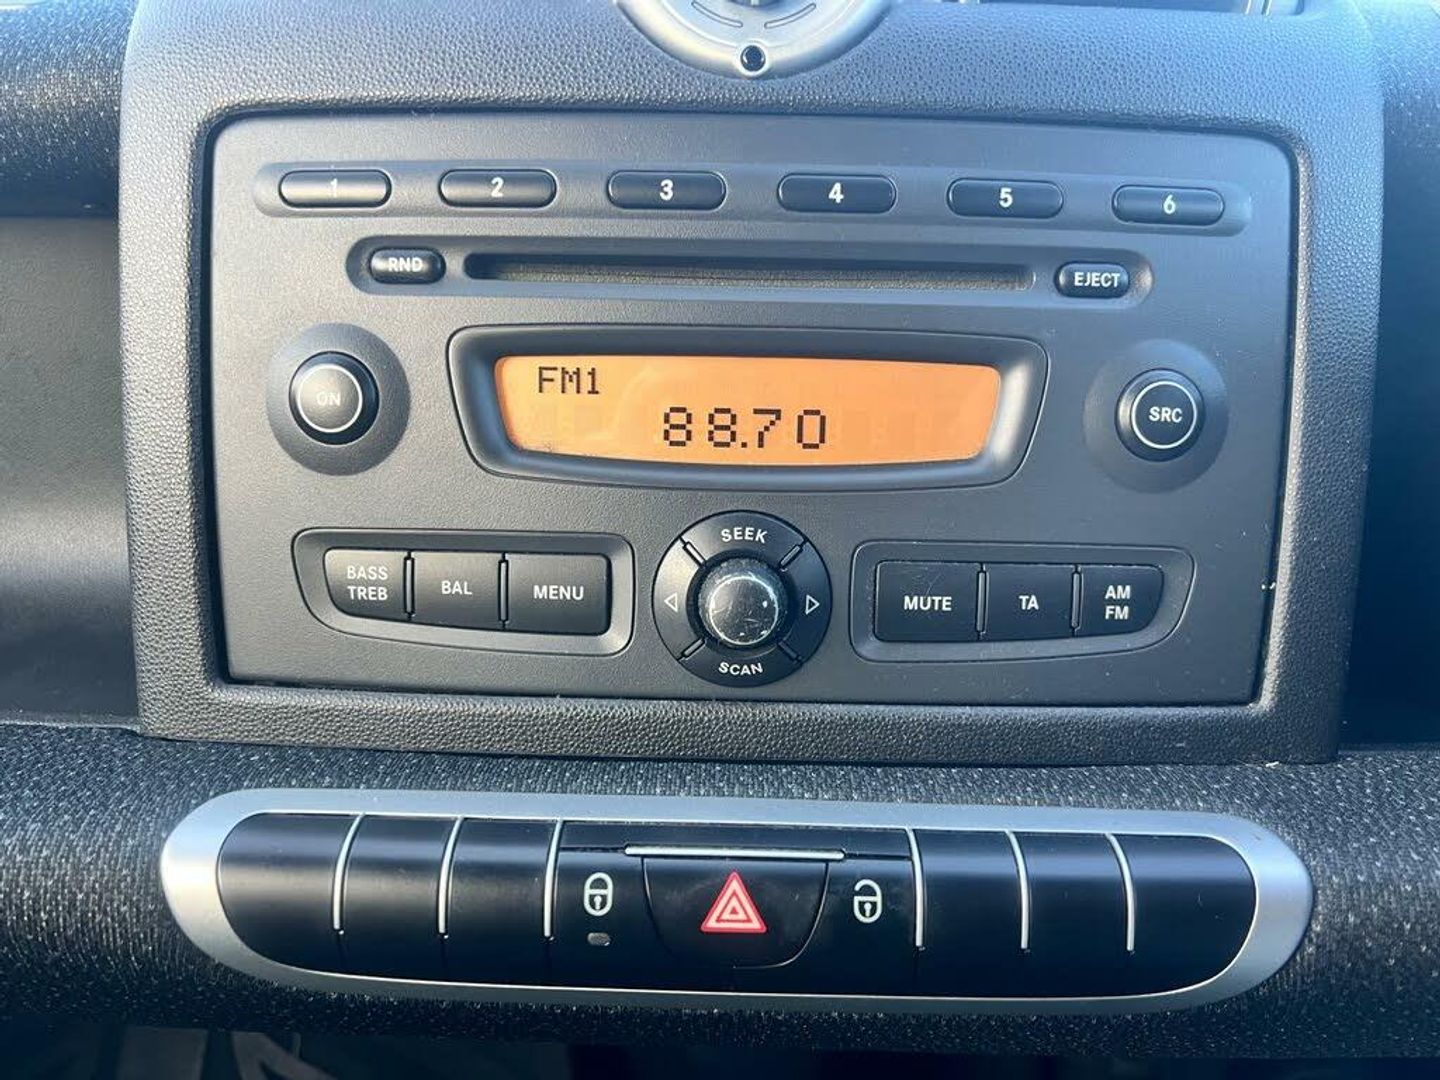 1 2 3 4 5 6
RND EJECT
FM1
88.70
ON
SRC
SEEK
BASS
TREB
BAL
MENU
MUTE
TA
AM
FM
SCAN